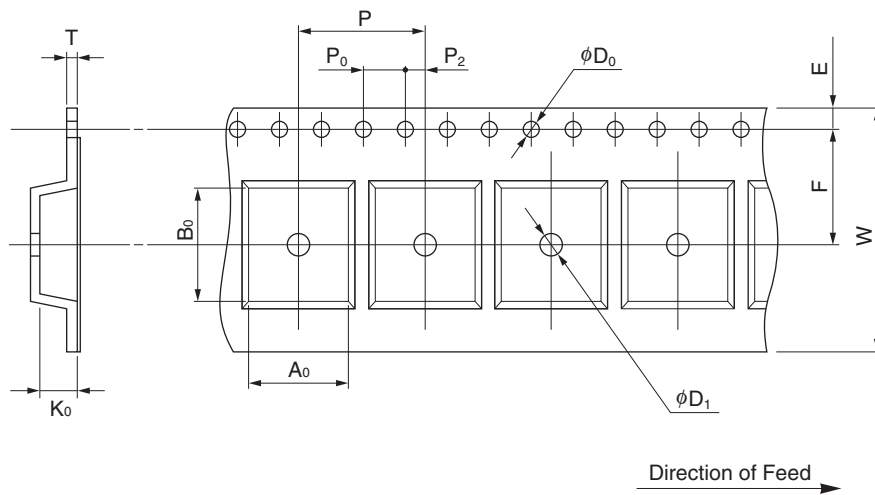 P
T
P0
P2
φD0
E
F
W
B0
A0
K0
φD1
Direction of Feed